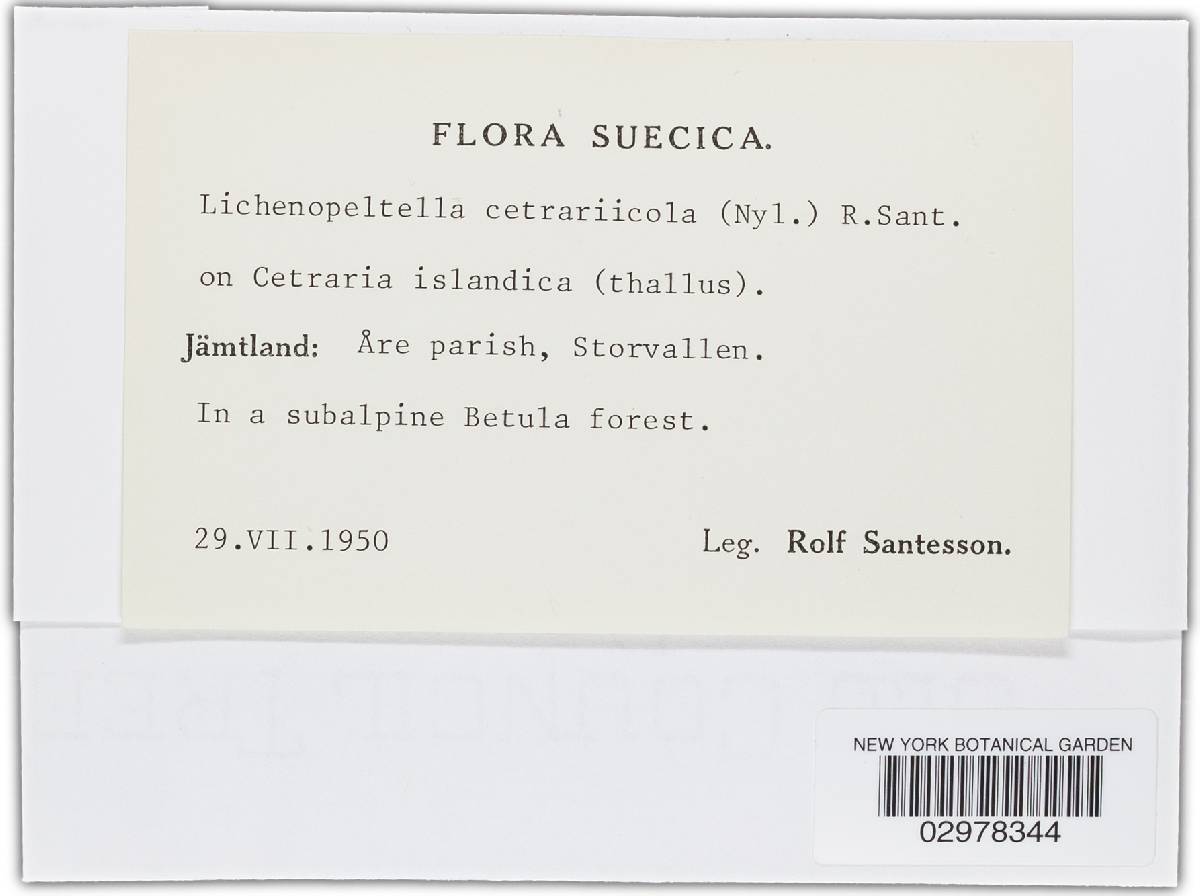 FLORA SUECICA.
Lichenopeltella cetrariicola (Nyl.) R.Sant.
on Cetraria islandica (thallus).
Jämtland: Åre parish, Storvallen.
In a subalpine Betula forest.
29.VII.1950 Leg. Rolf Santesson.
NEW YORK BOTANICAL GARDEN
02978344